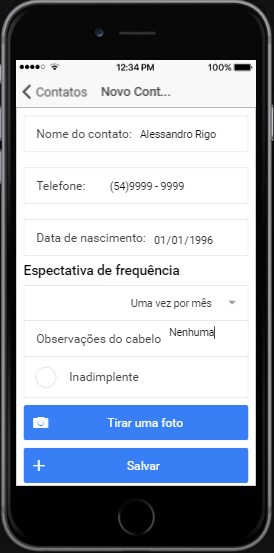 12:34 PM 100%
Contatos Novo Cont...
Nome do contato: Alessandro Rigo
Telefone: (54)9999 - 9999
Data de nascimento: 01/01/1996
Espectativa de frequência
Uma vez por mês
Observações do cabelo Nenhuma
Inadimplente
Tirar uma foto
Salvar